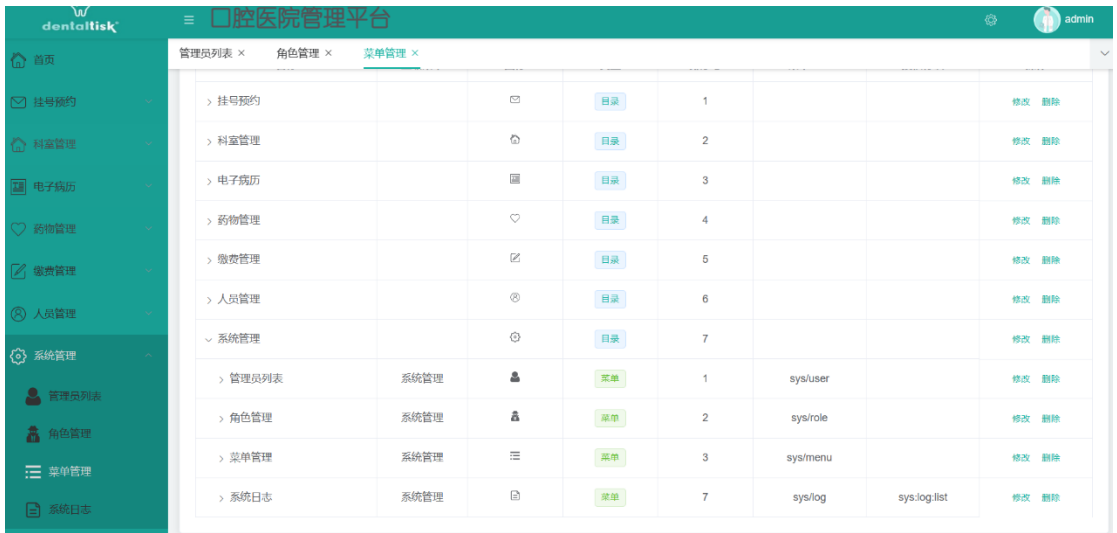 dentaltisk
口腔医院管理平台
admin
首页
挂号预约
科室管理
电子病历
药物管理
缴费管理
人员管理
系统管理
管理员列表
角色管理
菜单管理
系统日志
管理员列表 × 角色管理 × 菜单管理 ×
挂号预约 目录 1 修改 删除
科室管理 目录 2 修改 删除
电子病历 目录 3 修改 删除
药物管理 目录 4 修改 删除
缴费管理 目录 5 修改 删除
人员管理 目录 6 修改 删除
系统管理 目录 7 修改 删除
管理员列表 系统管理 菜单 1 sys/user 修改 删除
角色管理 系统管理 菜单 2 sys/role 修改 删除
菜单管理 系统管理 菜单 3 sys/menu 修改 删除
系统日志 系统管理 菜单 7 sys/log sys:log:list 修改 删除